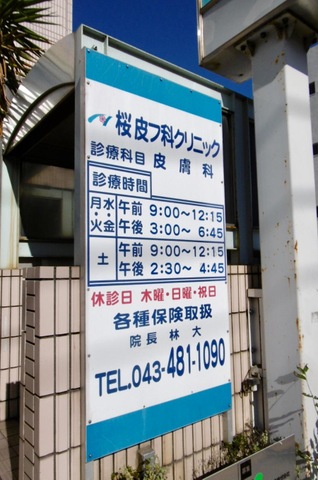 桜皮フ科クリニック
診療科目 皮膚科
診療時間
月・水 午前 9:00〜12:15
火・金 午後 3:00〜 6:45
土 午前 9:00〜12:15
午後 2:30〜 4:45
休診日 木曜・日曜・祝日
各種保険取扱
院長 林 大
TEL.043-481-1090